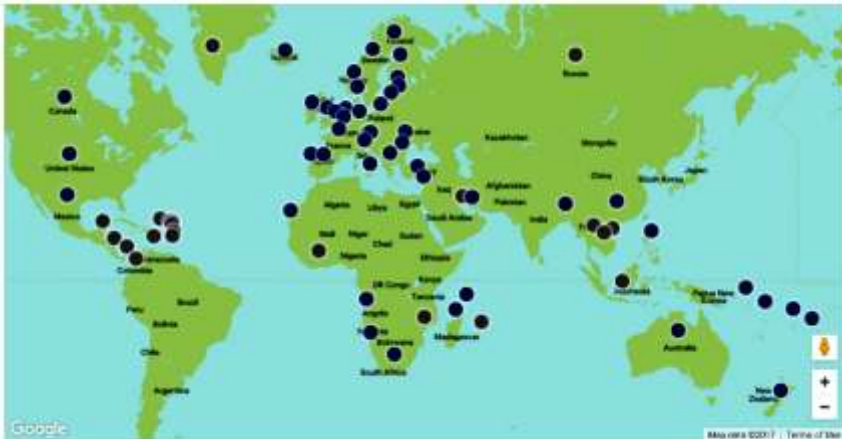 Canada
United States
Mexico
Venezuela
Colombia
Peru
Brazil
Bolivia
Chile
Argentina
Sweden
Norway
Poland
France
Algeria
Libya
Egypt
Mali
Niger
Chad
Sudan
Nigeria
Ethiopia
DR Congo
Kenya
Tanzania
Angola
Botswana
Madagascar
South Africa
Russia
Kazakhstan
Mongolia
China
Japan
South Korea
Iraq
Afghanistan
Pakistan
Saudi Arabia
India
Indonesia
Papua New
Guinea
Australia
New
Zealand
+
−
Google
Map data ©2017
Terms of Use